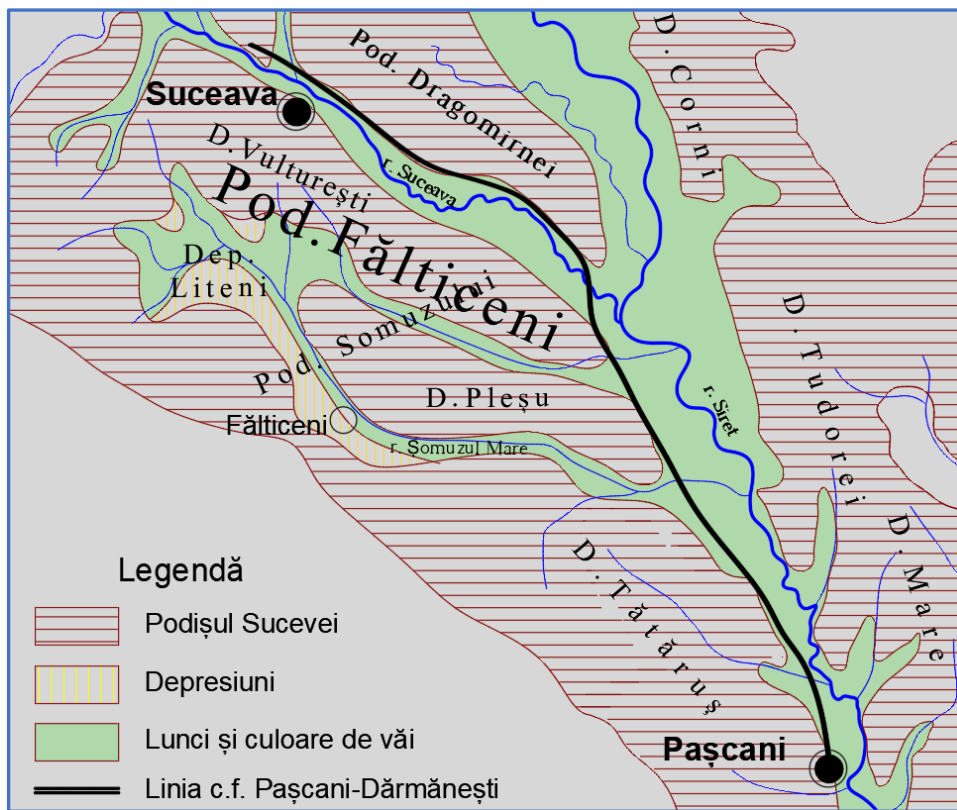 Suceava
Pod. Dragomirnei
D. Corni
D. Vulturești
r. Suceava
Pod. Fălticeni
Dep.
Liteni
Pod. Somuzului
D. Pleșu
Fălticeni
r. Șomuzul Mare
r. Siret
D. Tudorei
D. Mare
D. Tătăruș
Pașcani
Legendă
Podișul Sucevei
Depresiuni
Lunci și culoare de văi
Linia c.f. Pașcani-Dărmănești